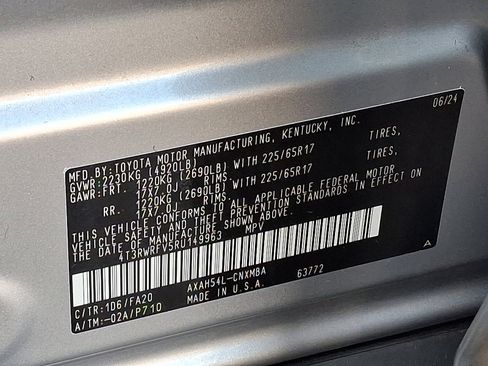 06/24
MFD.BY:TOYOTA MOTOR MANUFACTURING, KENTUCKY, INC.
GVWR:2230KG (4920LB)
GAWR:FRT. 1220KG (2690LB) WITH 225/65R17 TIRES,
17X7.0J RIMS
RR. 1220KG (2690LB) WITH 225/65R17 TIRES,
17X7.0J RIMS
THIS VEHICLE CONFORMS TO ALL APPLICABLE FEDERAL MOTOR
VEHICLE SAFETY AND THEFT PREVENTION STANDARDS IN EFFECT ON
THE DATE OF MANUFACTURE SHOWN ABOVE.
4T3RWRFV5RU149963 MPV
C/TR:1D6/FA20 AXAH54L-CNXMBA 63772
A/TM:-02A/P710 MADE IN U.S.A.